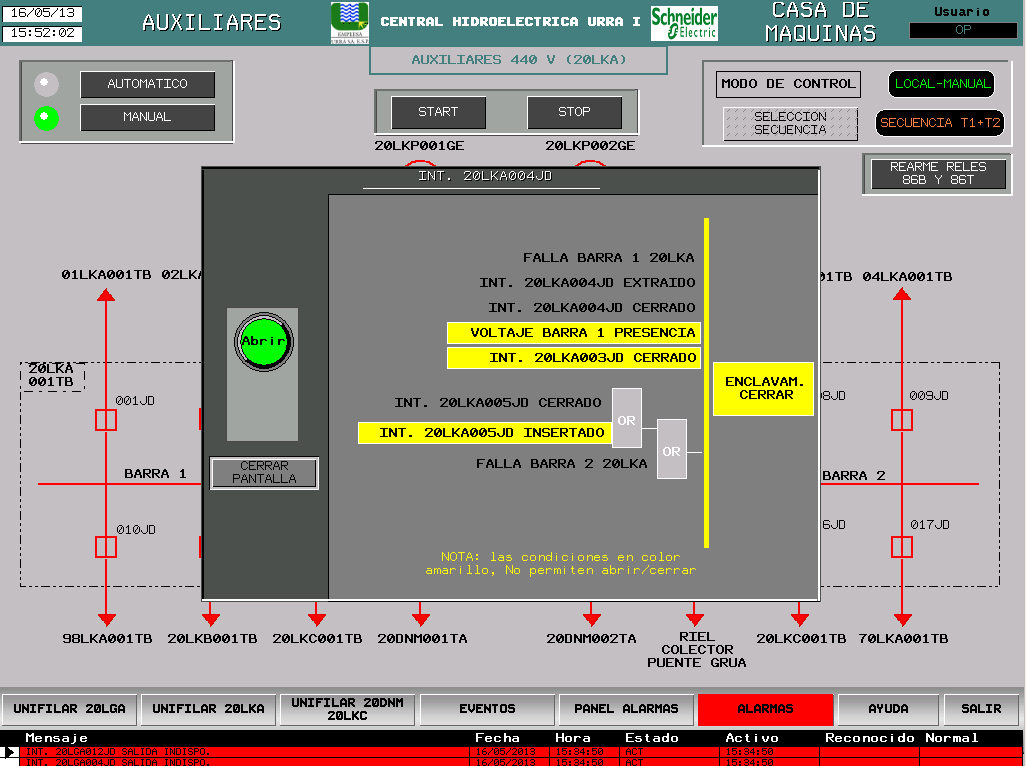 16/05/13
15:52:02
AUXILIARES
EMPRESA
URRA S.A E.S.P
CENTRAL HIDROELECTRICA URRA I
Schneider
Electric
CASA DE
MAQUINAS
Usuario
OP
AUXILIARES 440 V (20LKA)
AUTOMATICO
MANUAL
START
STOP
MODO DE CONTROL
LOCAL-MANUAL
SELECCION
SECUENCIA
SECUENCIA T1+T2
20LKP001GE
20LKP002GE
REARME RELES
86B Y 86T
INT. 20LKA004JD
FALLA BARRA 1 20LKA
INT. 20LKA004JD EXTRAIDO
INT. 20LKA004JD CERRADO
VOLTAJE BARRA 1 PRESENCIA
INT. 20LKA003JD CERRADO
ENCLAVAM.
CERRAR
INT. 20LKA005JD CERRADO
OR
INT. 20LKA005JD INSERTADO
OR
FALLA BARRA 2 20LKA
NOTA: las condiciones en color
amarillo, No permiten abrir/cerrar
Abrir
CERRAR
PANTALLA
01LKA001TB 02LKA
01TB 04LKA001TB
20LKA
001TB
001JD
08JD
009JD
BARRA 1
BARRA 2
010JD
6JD
017JD
98LKA001TB
20LKB001TB
20LKC001TB
20DNM001TA
20DNM002TA
RIEL
COLECTOR
PUENTE GRUA
20LKC001TB
70LKA001TB
UNIFILAR 20LGA
UNIFILAR 20LKA
UNIFILAR 20DNM
20LKC
EVENTOS
PANEL ALARMAS
ALARMAS
AYUDA
SALIR
Mensaje Fecha Hora Estado Activo Reconocido Normal
INT. 20LGA012JD SALIDA INDISPO. 16/05/2013 15:34:50 ACT 15:34:50
INT. 20LGA004JD SALIDA INDISPO. 16/05/2013 15:34:50 ACT 15:34:50